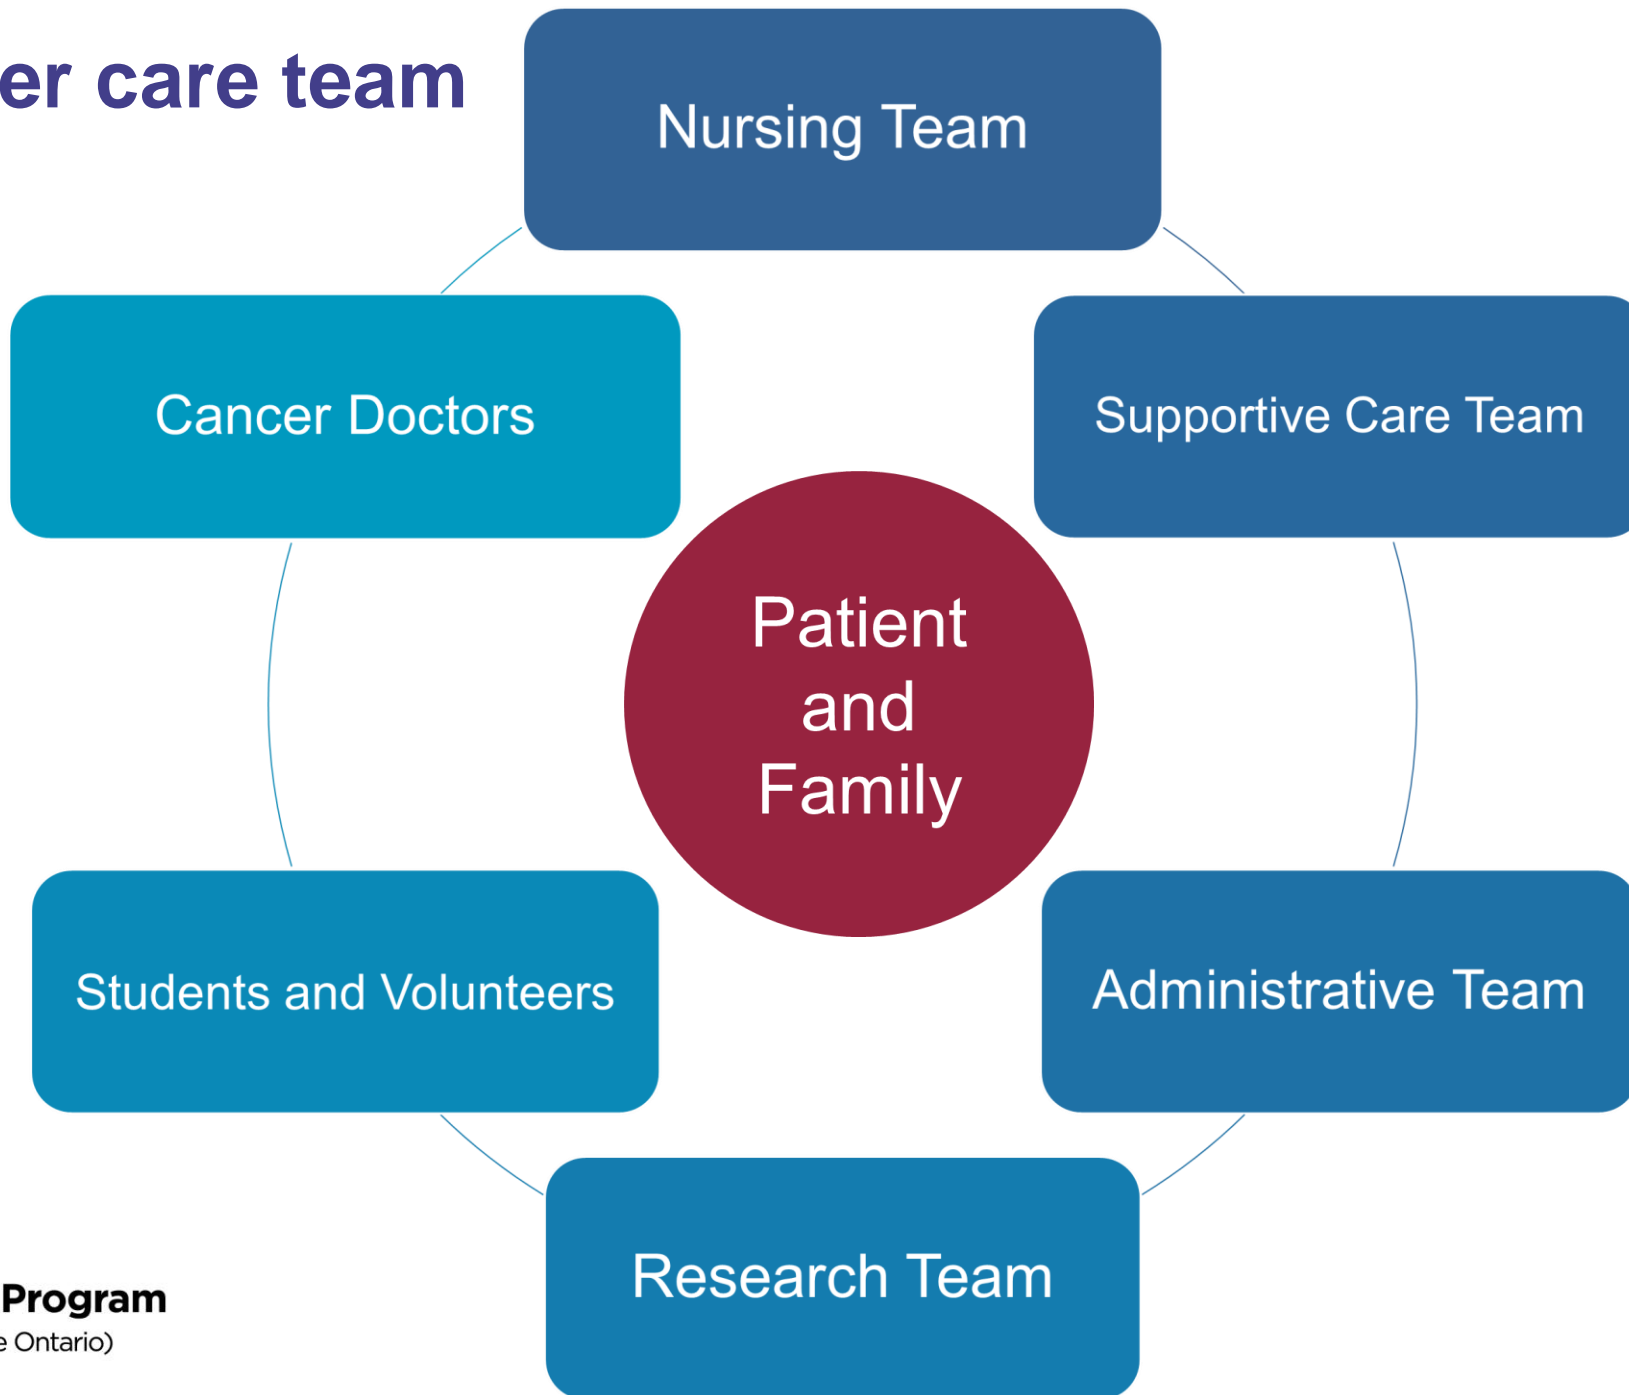 er care team
Nursing Team
Cancer Doctors
Supportive Care Team
Patient
and
Family
Students and Volunteers
Administrative Team
Research Team
Program
e Ontario)